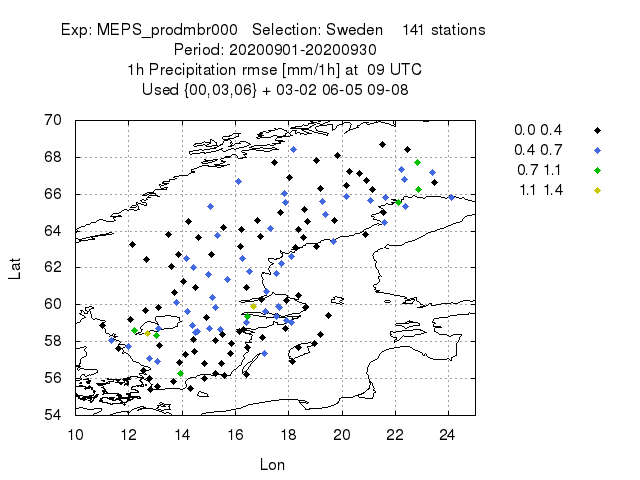 Exp: MEPS_prodmbr000 Selection: Sweden 141 stations
Period: 20200901-20200930
1h Precipitation rmse [mm/1h] at 09 UTC
Used {00,03,06} + 03-02 06-05 09-08
70
68
66
64
62
60
58
56
54
Lat
10 12 14 16 18 20 22 24
Lon
0.0 0.4
0.4 0.7
0.7 1.1
1.1 1.4